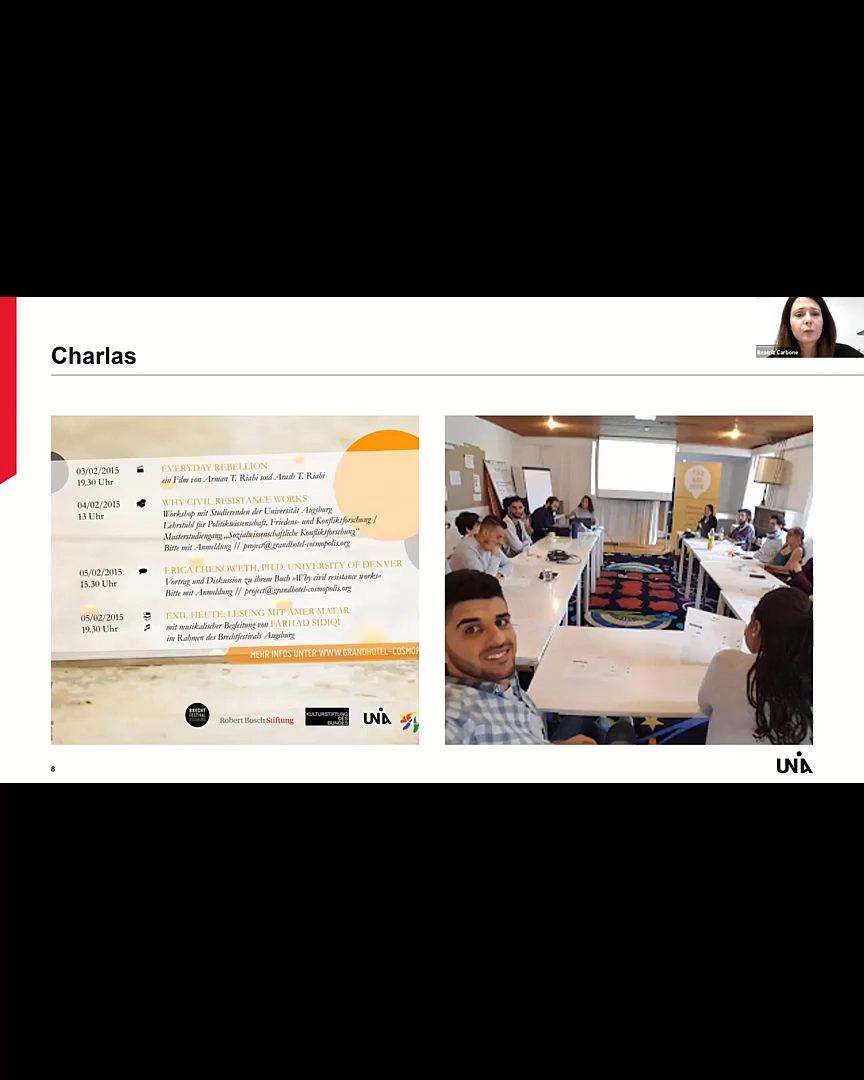 Charlas
Beatriz Carbone
03/02/2015
19.30 Uhr
EVERYDAY REBELLION
ein Film von Arman T. Riahi und Arash T. Riahi
04/02/2015
13 Uhr
WHY CIVIL RESISTANCE WORKS
Workshop mit Studierenden der Universität Augsburg
Lehrstuhl für Politikwissenschaft, Friedens- und Konfliktforschung /
Masterstudiengang „Sozialwissenschaftliche Konfliktforschung“
Bitte mit Anmeldung // project@grandhotel-cosmopolis.org
05/02/2015
15.30 Uhr
ERICA CHENOWETH, PH.D. UNIVERSITY OF DENVER
Vortrag und Diskussion zu ihrem Buch »Why civil resistance works«
Bitte mit Anmeldung // project@grandhotel-cosmopolis.org
05/02/2015
19.30 Uhr
EXIL HEUTE: LESUNG MIT AMER MATAR
mit musikalischer Begleitung von FARHAD SIDIQI
im Rahmen des Brechtfestivals Augsburg
MEHR INFOS UNTER WWW.GRANDHOTEL-COSMOP
BRECHT
FESTIVAL
AUGSBURG
Robert Bosch Stiftung
KULTURSTIFTUNG
DES
BUNDES
UNIA
8
UNIA